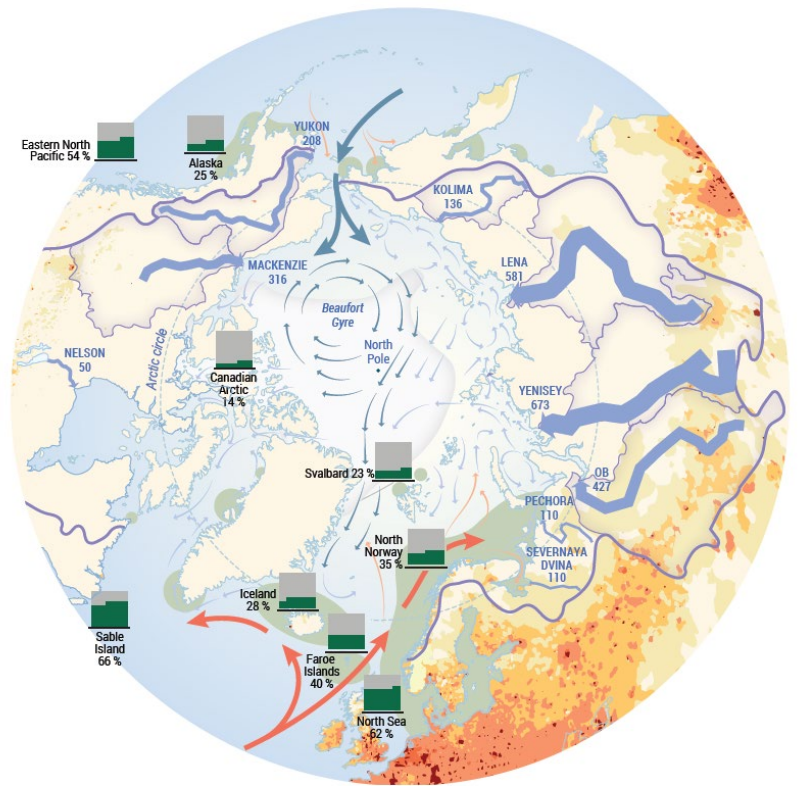 YUKON
208
Eastern North
Pacific 54 %
Alaska
25 %
KOLIMA
136
LENA
581
MACKENZIE
316
Beaufort
Gyre
North
Pole
Arctic circle
NELSON
50
Canadian
Arctic
14 %
YENISEY
673
Svalbard 23 %
OB
427
PECHORA
110
North
Norway
35 %
SEVERNAYA
DVINA
110
Iceland
28 %
Sable
Island
66 %
Faroe
Islands
40 %
North Sea
62 %